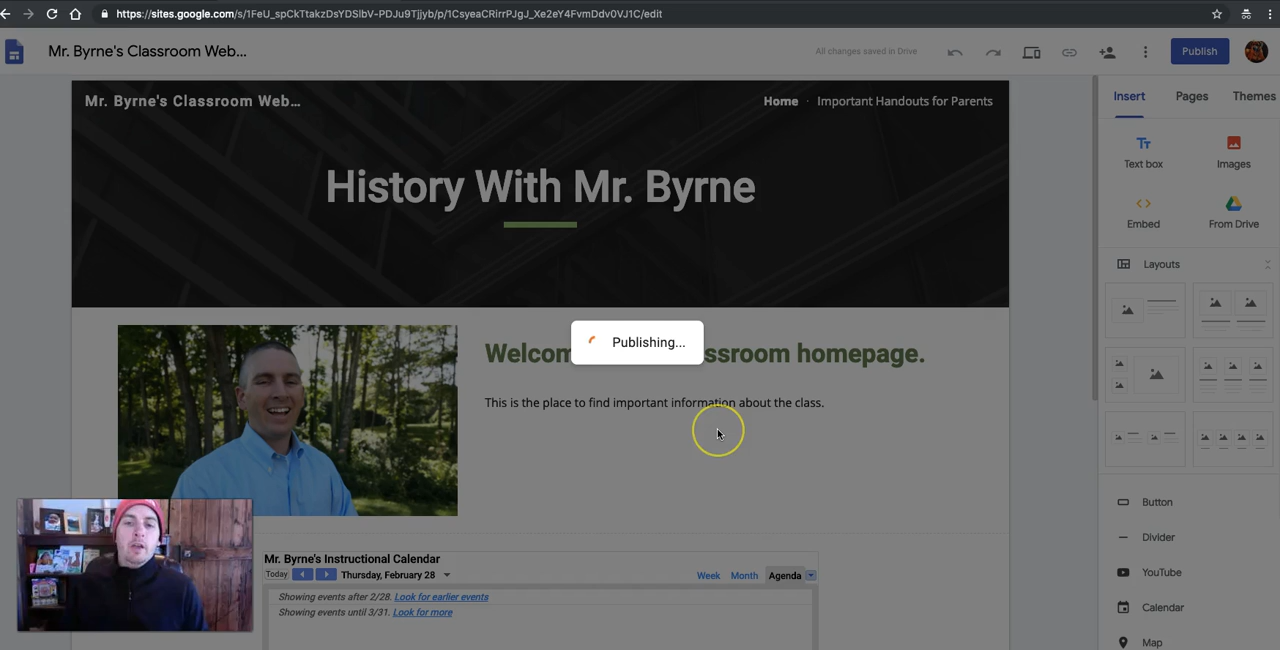 https://sites.google.com/s/1FeU_spCkTtakzDsYDSlbV-PDJu9Tjjyb/p/1CsyeaCRirrPJgJ_Xe2eY4FvmDdv0VJ1C/edit
Mr. Byrne's Classroom Web...
All changes saved in Drive
Publish
Mr. Byrne's Classroom Web...
Home · Important Handouts for Parents
Insert
Pages
Themes
History With Mr. Byrne
Text box
Images
Embed
From Drive
Layouts
Publishing...
Welcom ssroom homepage.
This is the place to find important information about the class.
Button
Divider
YouTube
Calendar
Map
Mr. Byrne's Instructional Calendar
Today Thursday, February 28 Week Month Agenda
Showing events after 2/28. Look for earlier events
Showing events until 3/31. Look for more